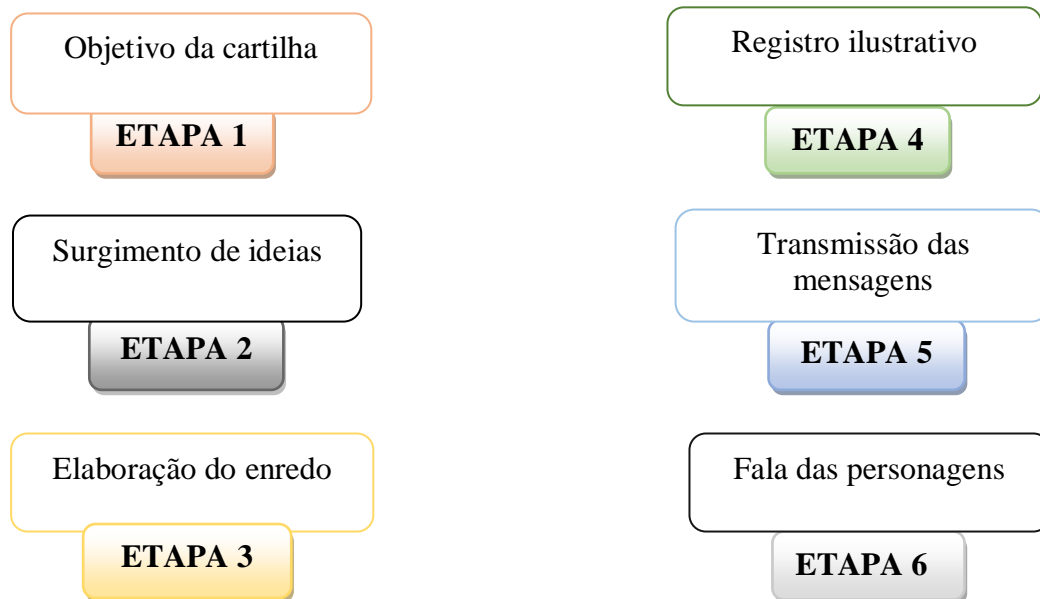 Objetivo da cartilha
ETAPA 1
Surgimento de ideias
ETAPA 2
Elaboração do enredo
ETAPA 3
Registro ilustrativo
ETAPA 4
Transmissão das
mensagens
ETAPA 5
Fala das personagens
ETAPA 6